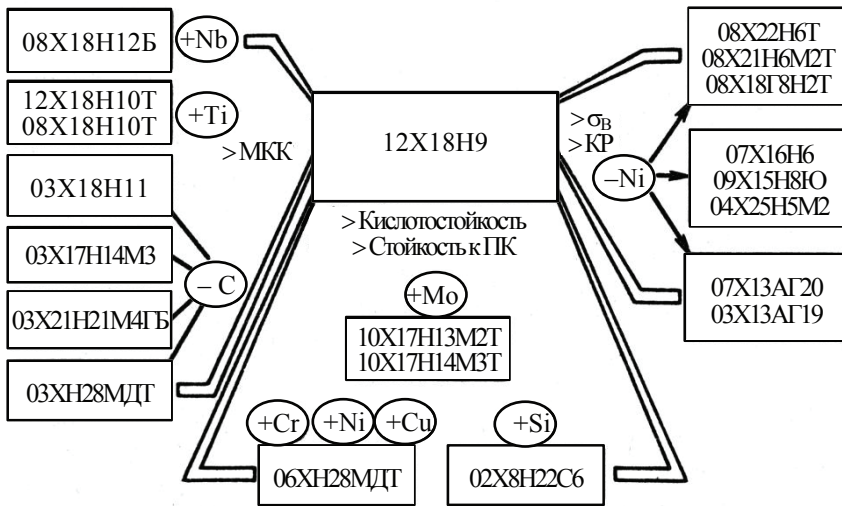 08Х18Н12Б
+Nb
12Х18Н10Т
08Х18Н10Т
+Ti
>МКК
03Х18Н11
03Х17Н14М3
– C
03Х21Н21М4ГБ
03ХН28МДТ
12Х18Н9
>σВ
>КР
–Ni
08Х22Н6Т
08Х21Н6М2Т
08Х18Г8Н2Т
07Х16Н6
09Х15Н8Ю
04Х25Н5М2
07Х13АГ20
03Х13АГ19
>Кислотостойкость
>Стойкость к ПК
+Mo
10Х17Н13М2Т
10Х17Н14М3Т
+Cr
+Ni
+Cu
06ХН28МДТ
+Si
02Х8Н22С6